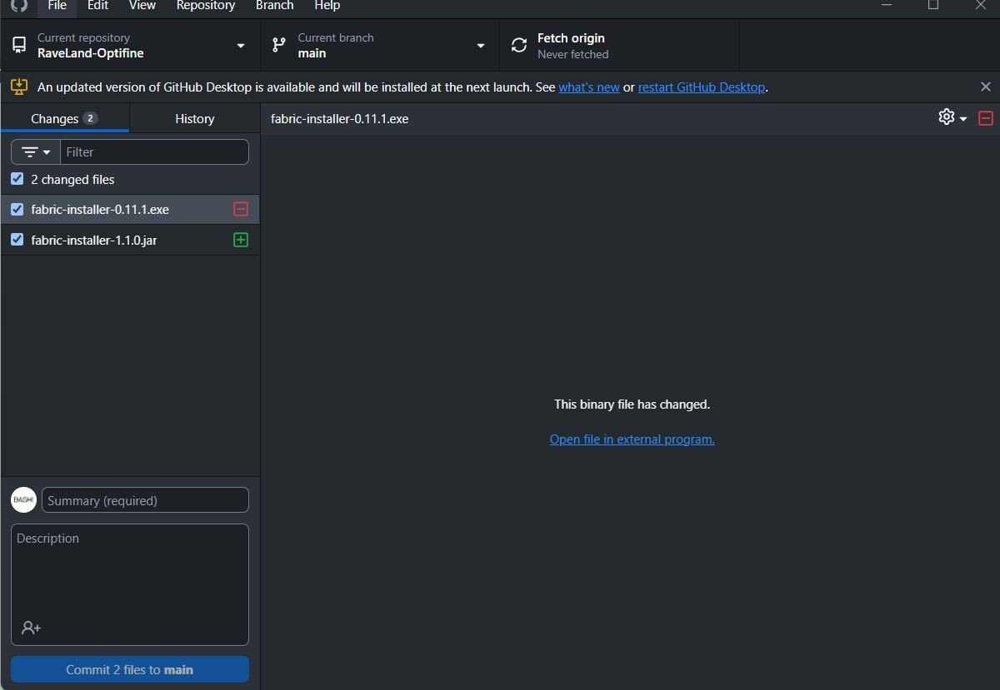 File Edit View Repository Branch Help
Current repository
RaveLand-Optifine
Current branch
main
Fetch origin
Never fetched
An updated version of GitHub Desktop is available and will be installed at the next launch. See what's new or restart GitHub Desktop.
Changes 2
History
fabric-installer-0.11.1.exe
Filter
2 changed files
fabric-installer-0.11.1.exe
fabric-installer-1.1.0.jar
This binary file has changed.
Open file in external program.
BASH!
Summary (required)
Description
Commit 2 files to main